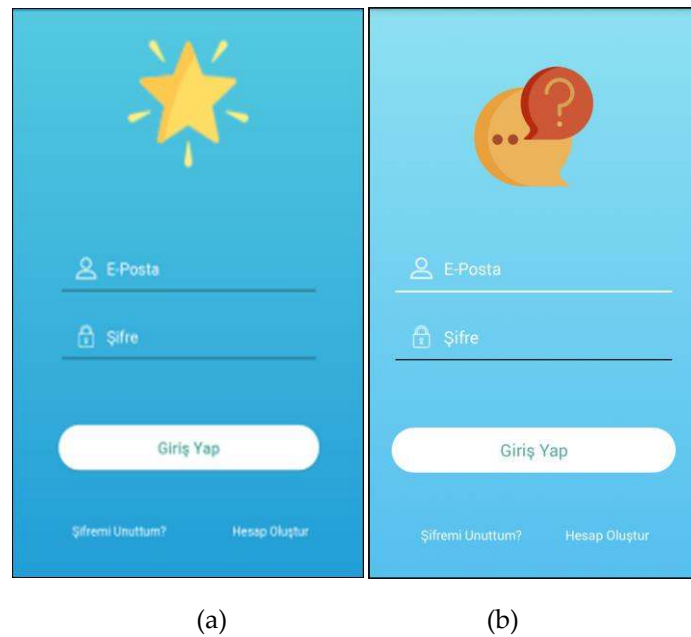 E-Posta
Şifre
Giriş Yap
Şifremi Unuttum?
Hesap Oluştur
(a)
?
E-Posta
Şifre
Giriş Yap
Şifremi Unuttum?
Hesap Oluştur
(b)